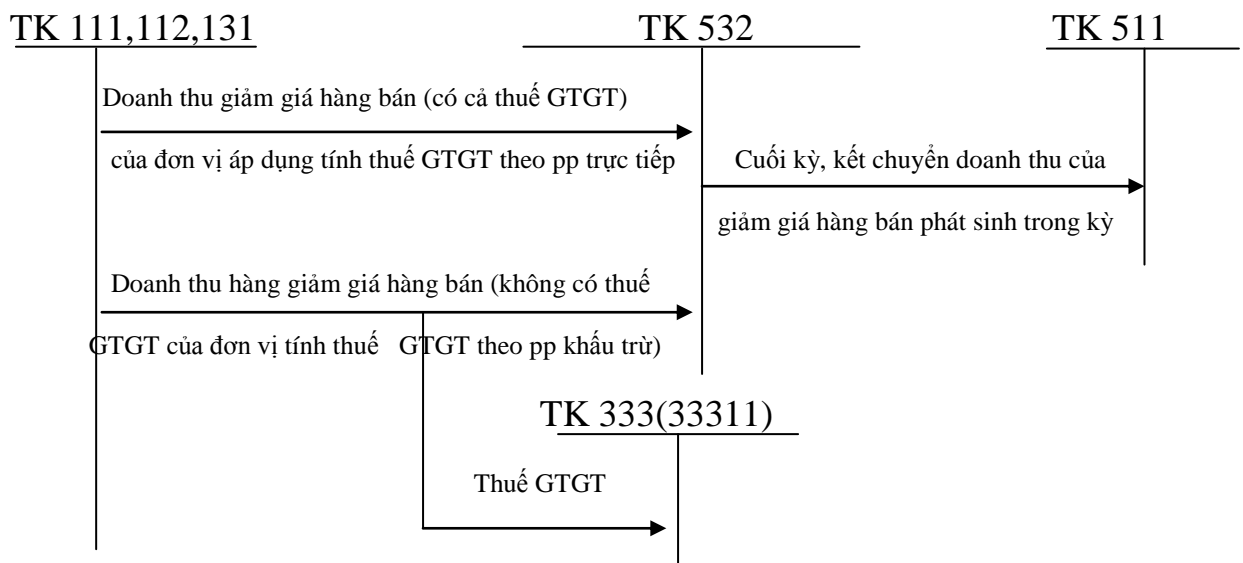 TK 111,112,131
TK 532
TK 511
Doanh thu giảm giá hàng bán (có cả thuế GTGT)
của đơn vị áp dụng tính thuế GTGT theo pp trực tiếp
Cuối kỳ, kết chuyển doanh thu của
giảm giá hàng bán phát sinh trong kỳ
Doanh thu hàng giảm giá hàng bán (không có thuế
GTGT của đơn vị tính thuế GTGT theo pp khấu trừ)
TK 333(33311)
Thuế GTGT